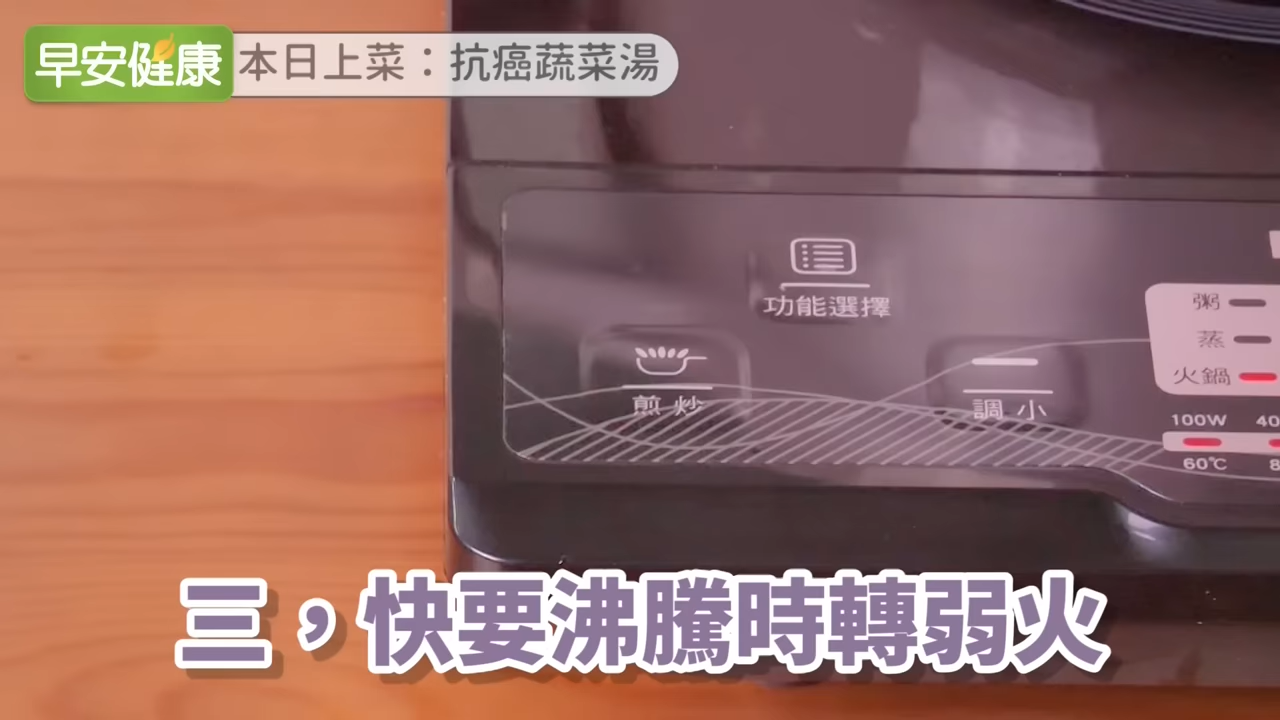 早安健康
本日上菜：抗癌蔬菜湯
功能選擇
煎炒
調小
粥
蒸
火鍋
100W
60℃
三，快要沸騰時轉弱火